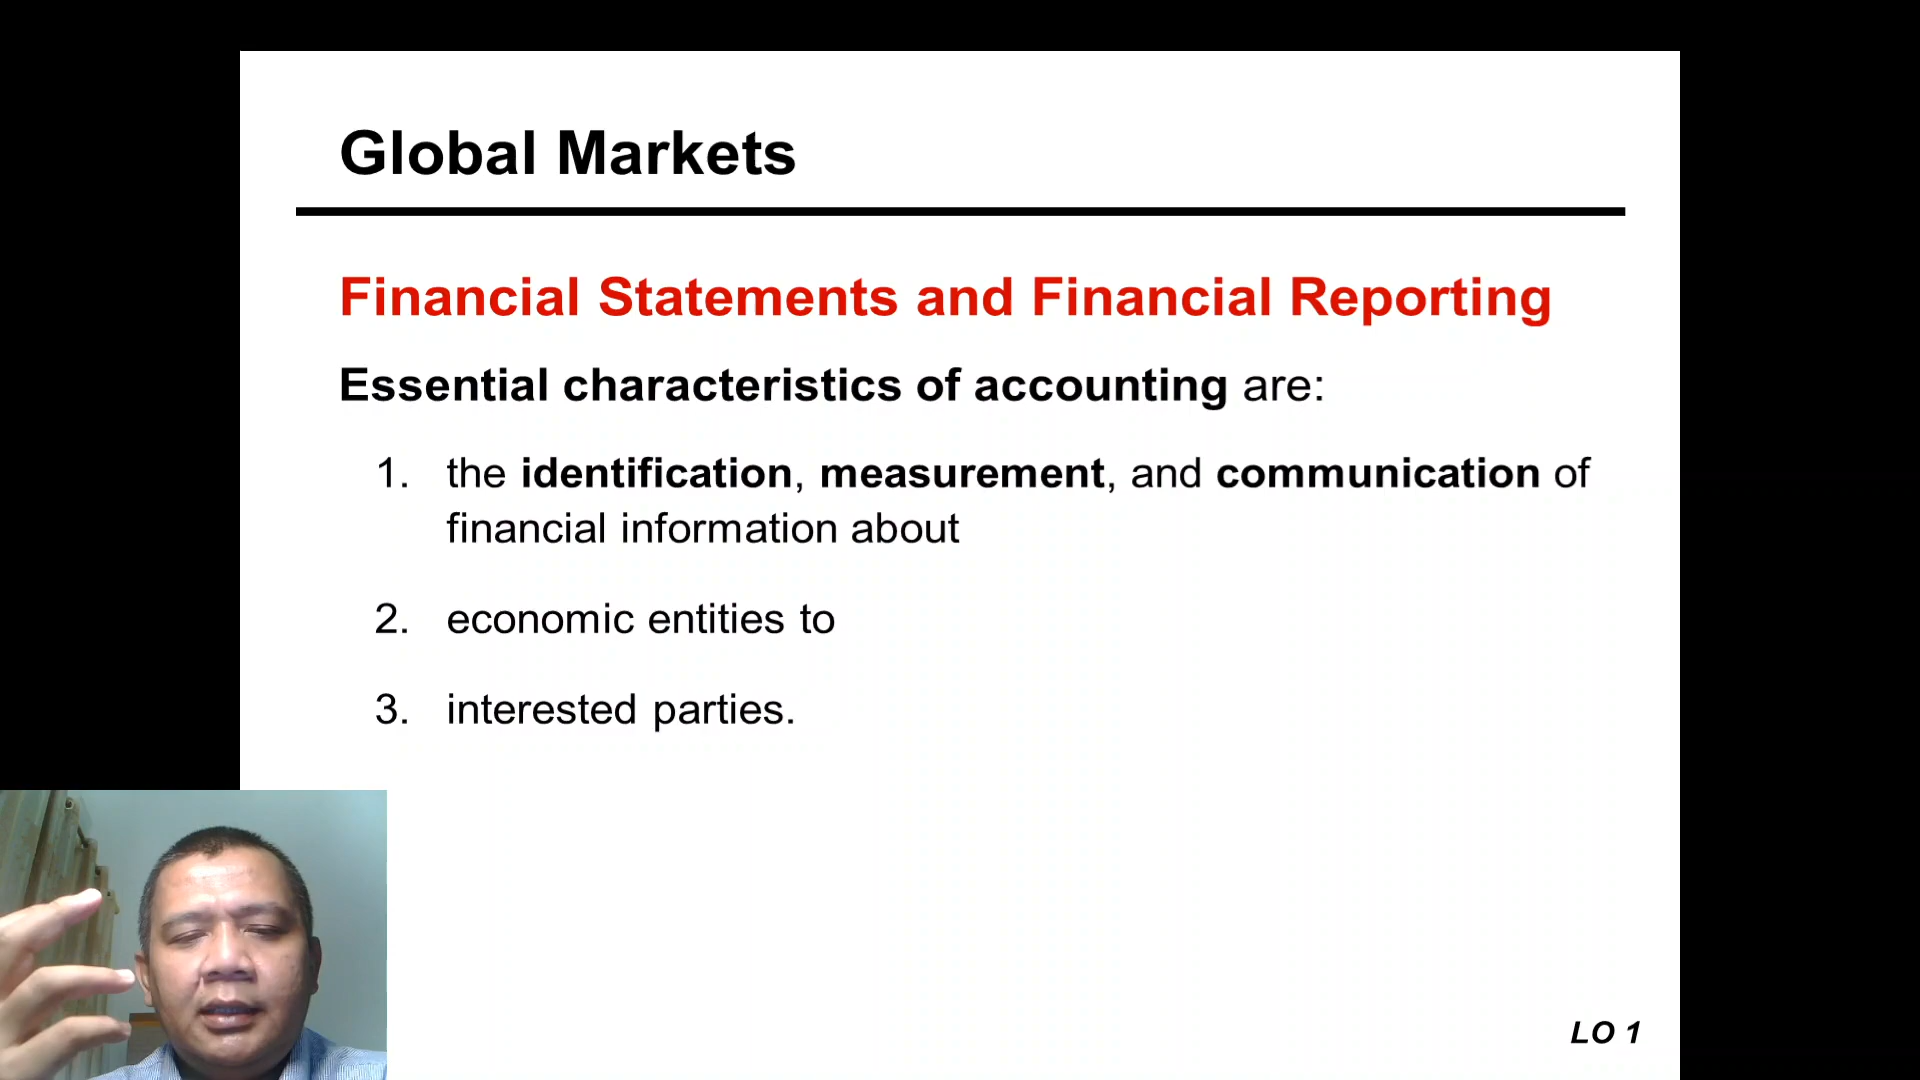 Global Markets
Financial Statements and Financial Reporting
Essential characteristics of accounting are:
1. the identification, measurement, and communication of
financial information about
2. economic entities to
3. interested parties.
LO 1